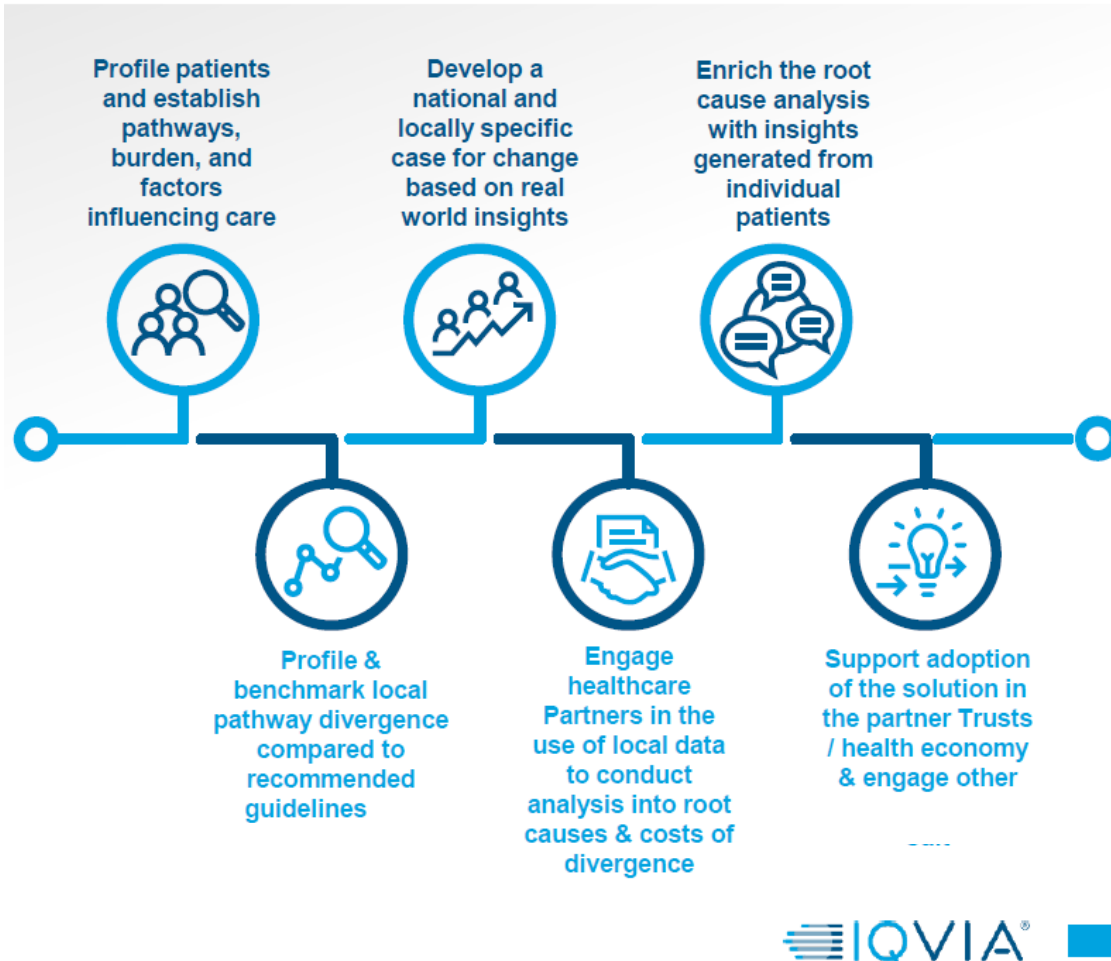 Profile patients
and establish
pathways,
burden, and
factors
influencing care
Develop a
national and
locally specific
case for change
based on real
world insights
Enrich the root
cause analysis
with insights
generated from
individual
patients
Profile &
benchmark local
pathway divergence
compared to
recommended
guidelines
Engage
healthcare
Partners in the
use of local data
to conduct
analysis into root
causes & costs of
divergence
Support adoption
of the solution in
the partner Trusts
/ health economy
& engage other
IQVIA®